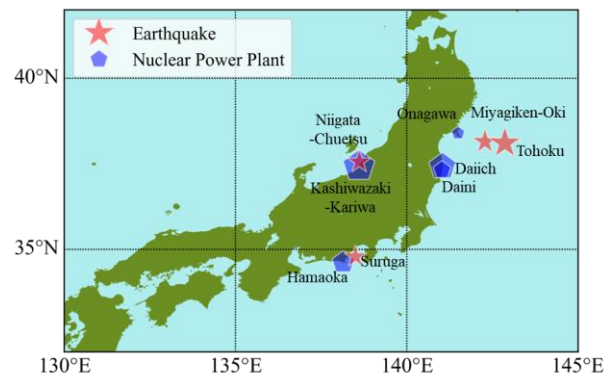 Earthquake
Nuclear Power Plant
40°N
Niigata
-Chuetsu
Onagawa
Miyagiken-Oki
Tohoku
Daiich
Daini
Kashiwazaki
-Kariwa
35°N
Suruga
Hamaoka
130°E
135°E
140°E
145°E